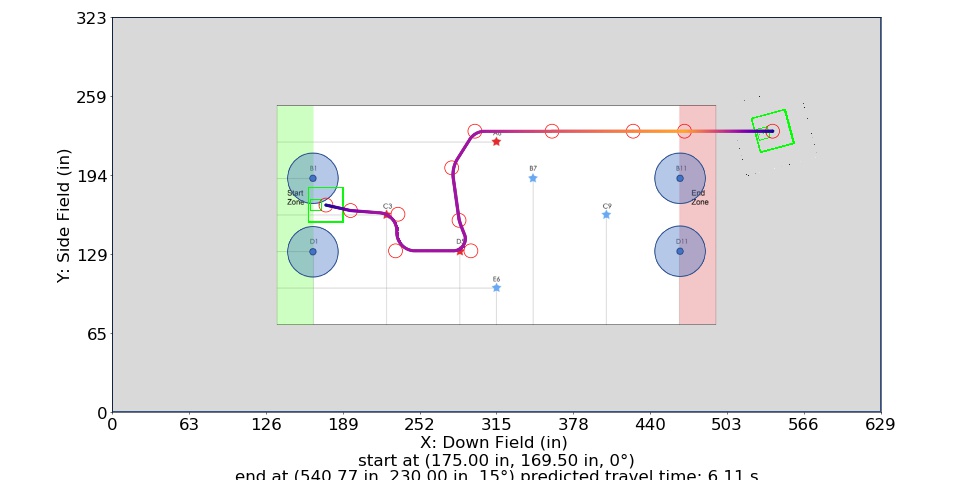 323
259
194
129
65
0
Y: Side Field (in)
A6
B1
B7
B11
Start
Zone
End
Zone
C3
C9
D1
D11
E6
0 63 126 189 252 315 378 440 503 566 629
X: Down Field (in)
start at (175.00 in, 169.50 in, 0°)
end at (540.77 in, 230.00 in, 15°) predicted travel time: 6.11 s